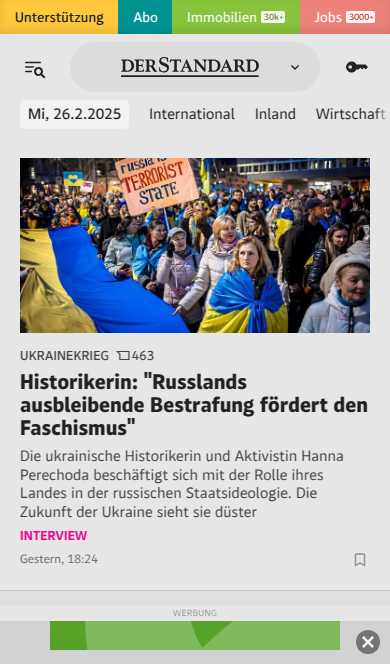 Unterstützung Abo Immobilien 30k+ Jobs 3000+
DERSTANDARD
Mi, 26.2.2025 International Inland Wirtschaft
russia is
TERRORIST
STATE
UKRAINEKRIEG 463
Historikerin: "Russlands
ausbleibende Bestrafung fördert den
Faschismus"
Die ukrainische Historikerin und Aktivistin Hanna
Perechoda beschäftigt sich mit der Rolle ihres
Landes in der russischen Staatsideologie. Die
Zukunft der Ukraine sieht sie düster
INTERVIEW
Gestern, 18:24
WERBUNG